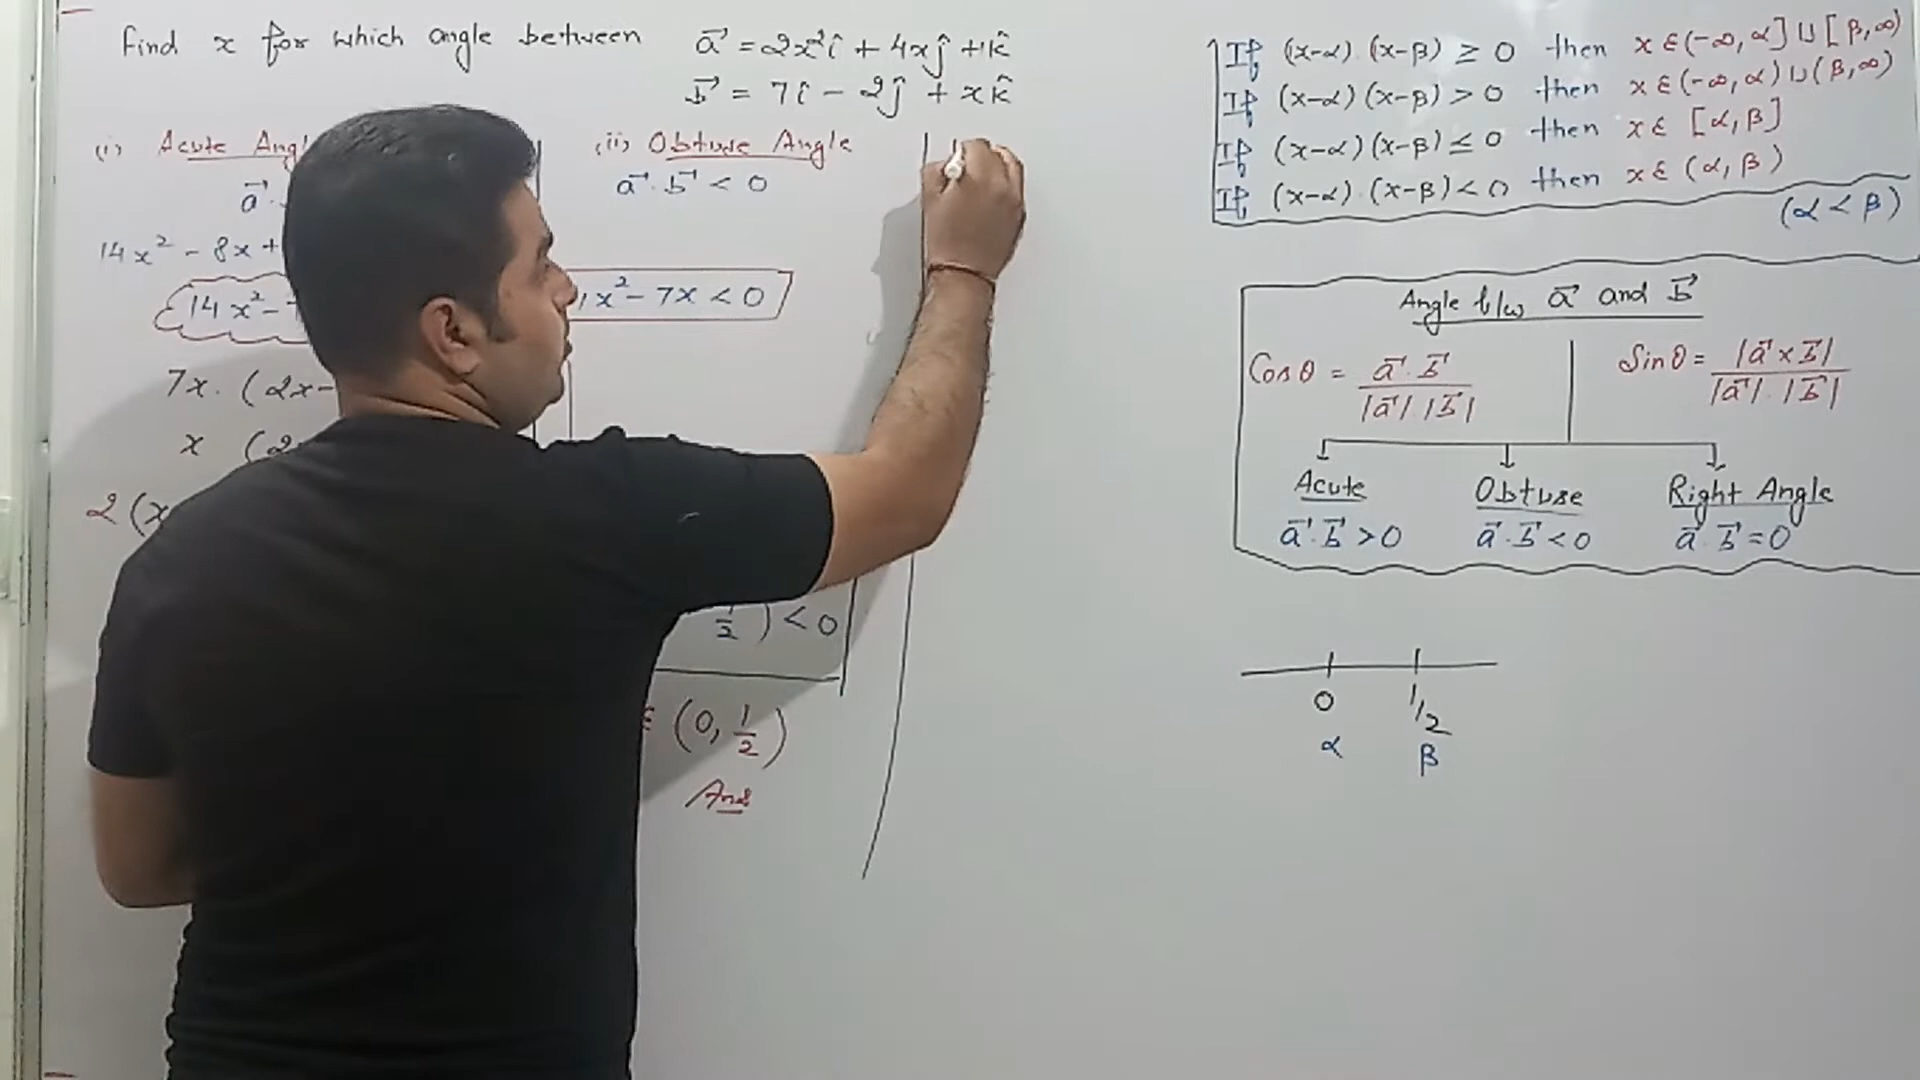 find x for which angle between
a⃗ = 2x²î + 4xĵ + 1k̂
b⃗ = 7î - 2ĵ + xk̂
(i) Acute
a⃗ .
14x² - 8x +
14x² -
7x . (2x-
x (2
2 (x
(ii) Obtuse Angle
a⃗ . b⃗ < 0
x² - 7x < 0
1/2 ) < 0
(0, 1/2)
Ans
If (x-α) . (x-β) ≥ 0 then x ε (-∞, α] ∪ [β, ∞)
If (x-α) (x-β) > 0 then x ε (-∞, α) ∪ (β, ∞)
If (x-α) (x-β) ≤ 0 then x ε [α, β]
If (x-α) . (x-β) < 0 then x ε (α, β)
(α < β)
Angle b/w a⃗ and b⃗
Cos θ = a⃗ . b⃗ / |a⃗| . |b⃗|
Sin θ = |a⃗ x b⃗| / |a⃗| . |b⃗|
Acute Obtuse Right Angle
a⃗ . b⃗ > 0 a⃗ . b⃗ < 0 a⃗ . b⃗ = 0
0 1/2
α β